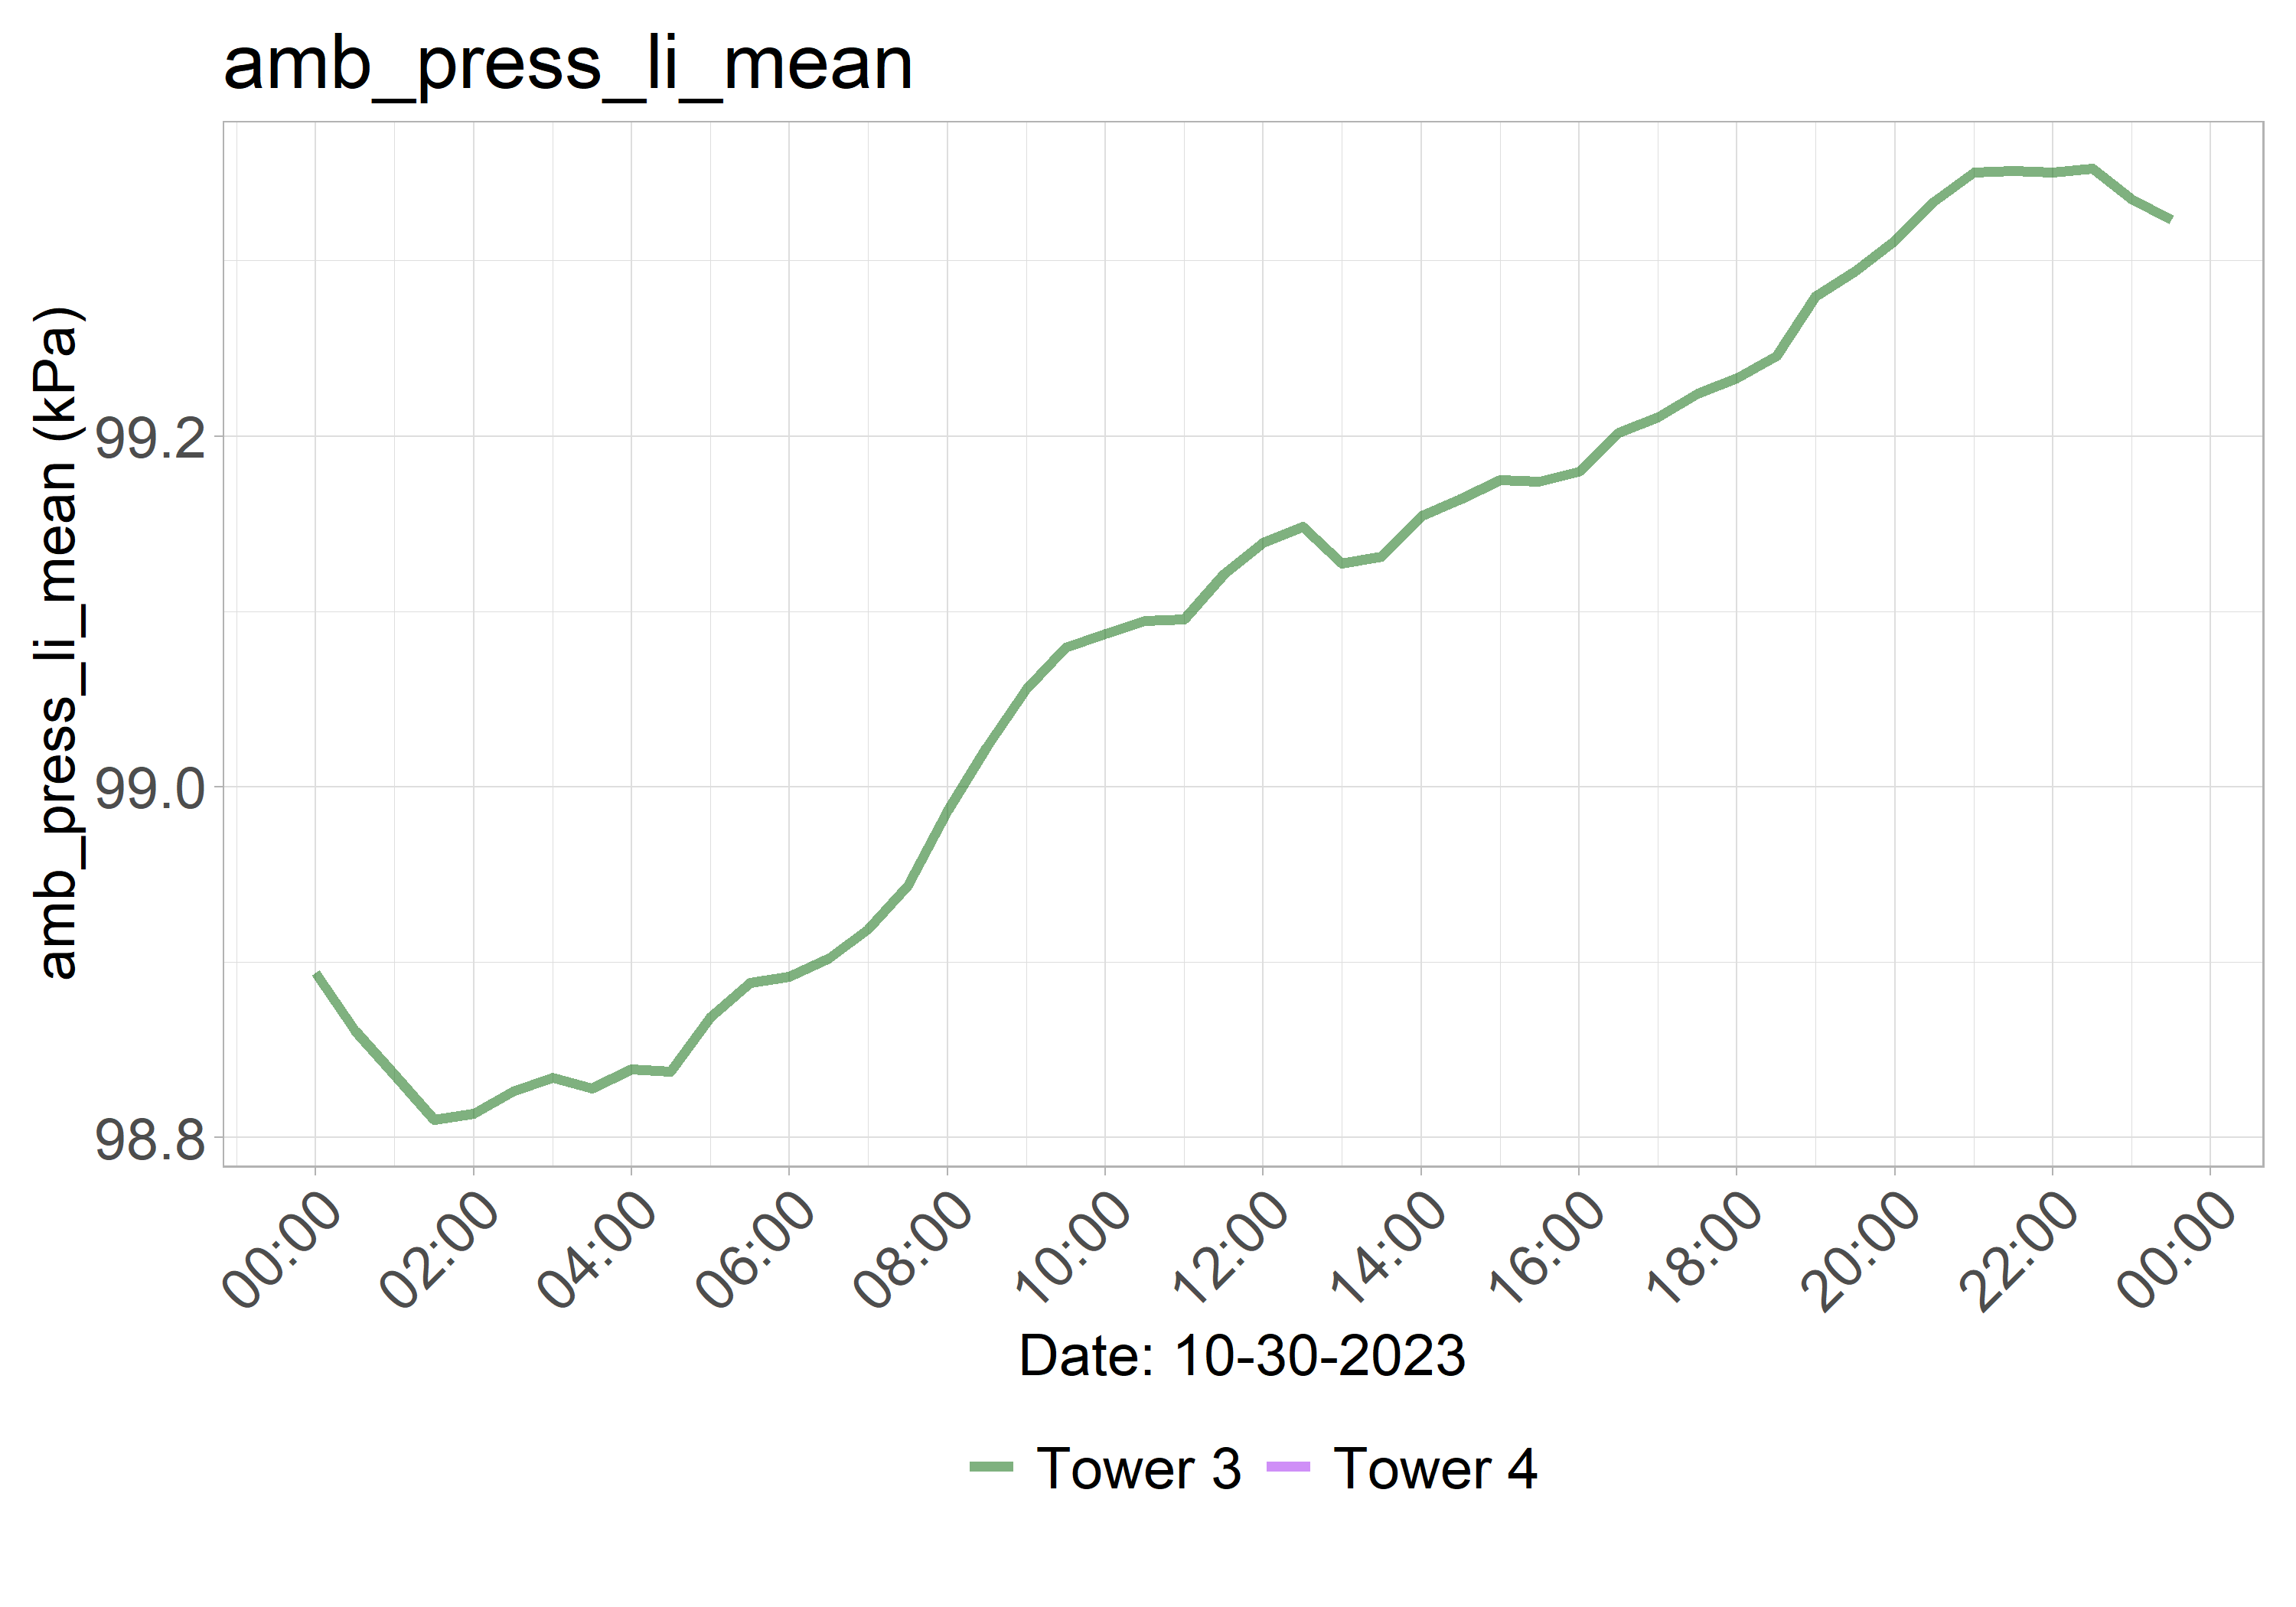 amb_press_li_mean
amb_press_li_mean (kPa)
99.2
99.0
98.8
00:00 02:00 04:00 06:00 08:00 10:00 12:00 14:00 16:00 18:00 20:00 22:00 00:00
Date: 10-30-2023
Tower 3 Tower 4